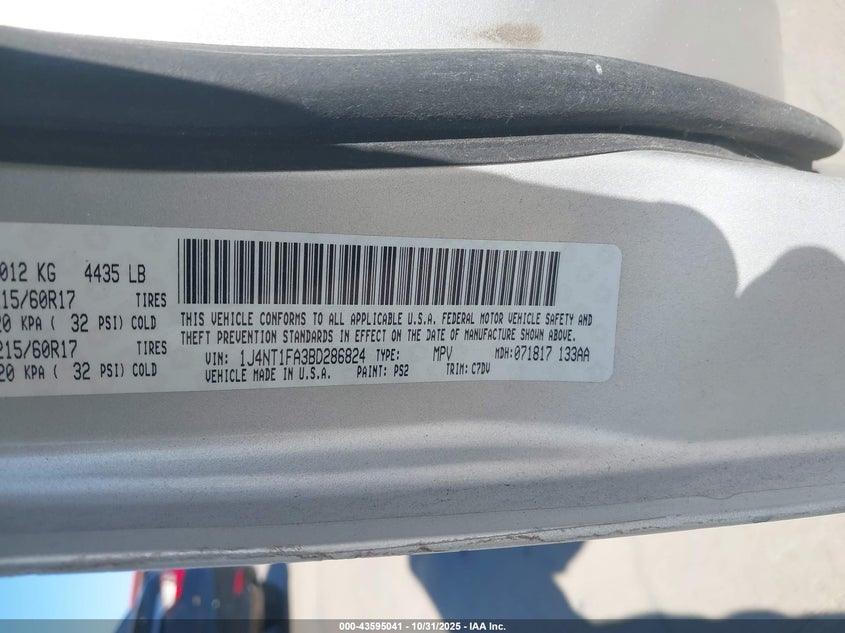 012 KG 4435 LB
15/60R17 TIRES
20 KPA ( 32 PSI) COLD
215/60R17 TIRES
20 KPA ( 32 PSI) COLD
THIS VEHICLE CONFORMS TO ALL APPLICABLE U.S.A. FEDERAL MOTOR VEHICLE SAFETY AND
THEFT PREVENTION STANDARDS IN EFFECT ON THE DATE OF MANUFACTURE SHOWN ABOVE.
VIN: 1J4NT1FA3BD286824 TYPE: MPV MDH: 071817 133AA
VEHICLE MADE IN U.S.A. PAINT: PS2 TRIM: C7DV
000-43595041 - 10/31/2025 - IAA Inc.